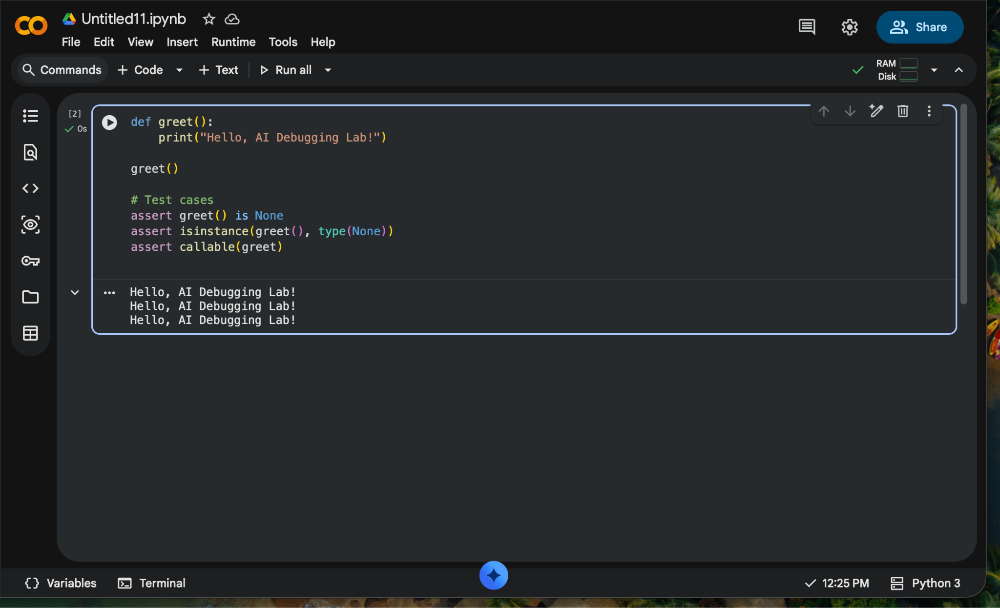 Untitled11.ipynb
File Edit View Insert Runtime Tools Help
Share
Commands + Code + Text Run all
RAM
Disk
[2]
0s
def greet():
    print("Hello, AI Debugging Lab!")
greet()
# Test cases
assert greet() is None
assert isinstance(greet(), type(None))
assert callable(greet)
Hello, AI Debugging Lab!
Hello, AI Debugging Lab!
Hello, AI Debugging Lab!
{} Variables Terminal
12:25 PM Python 3